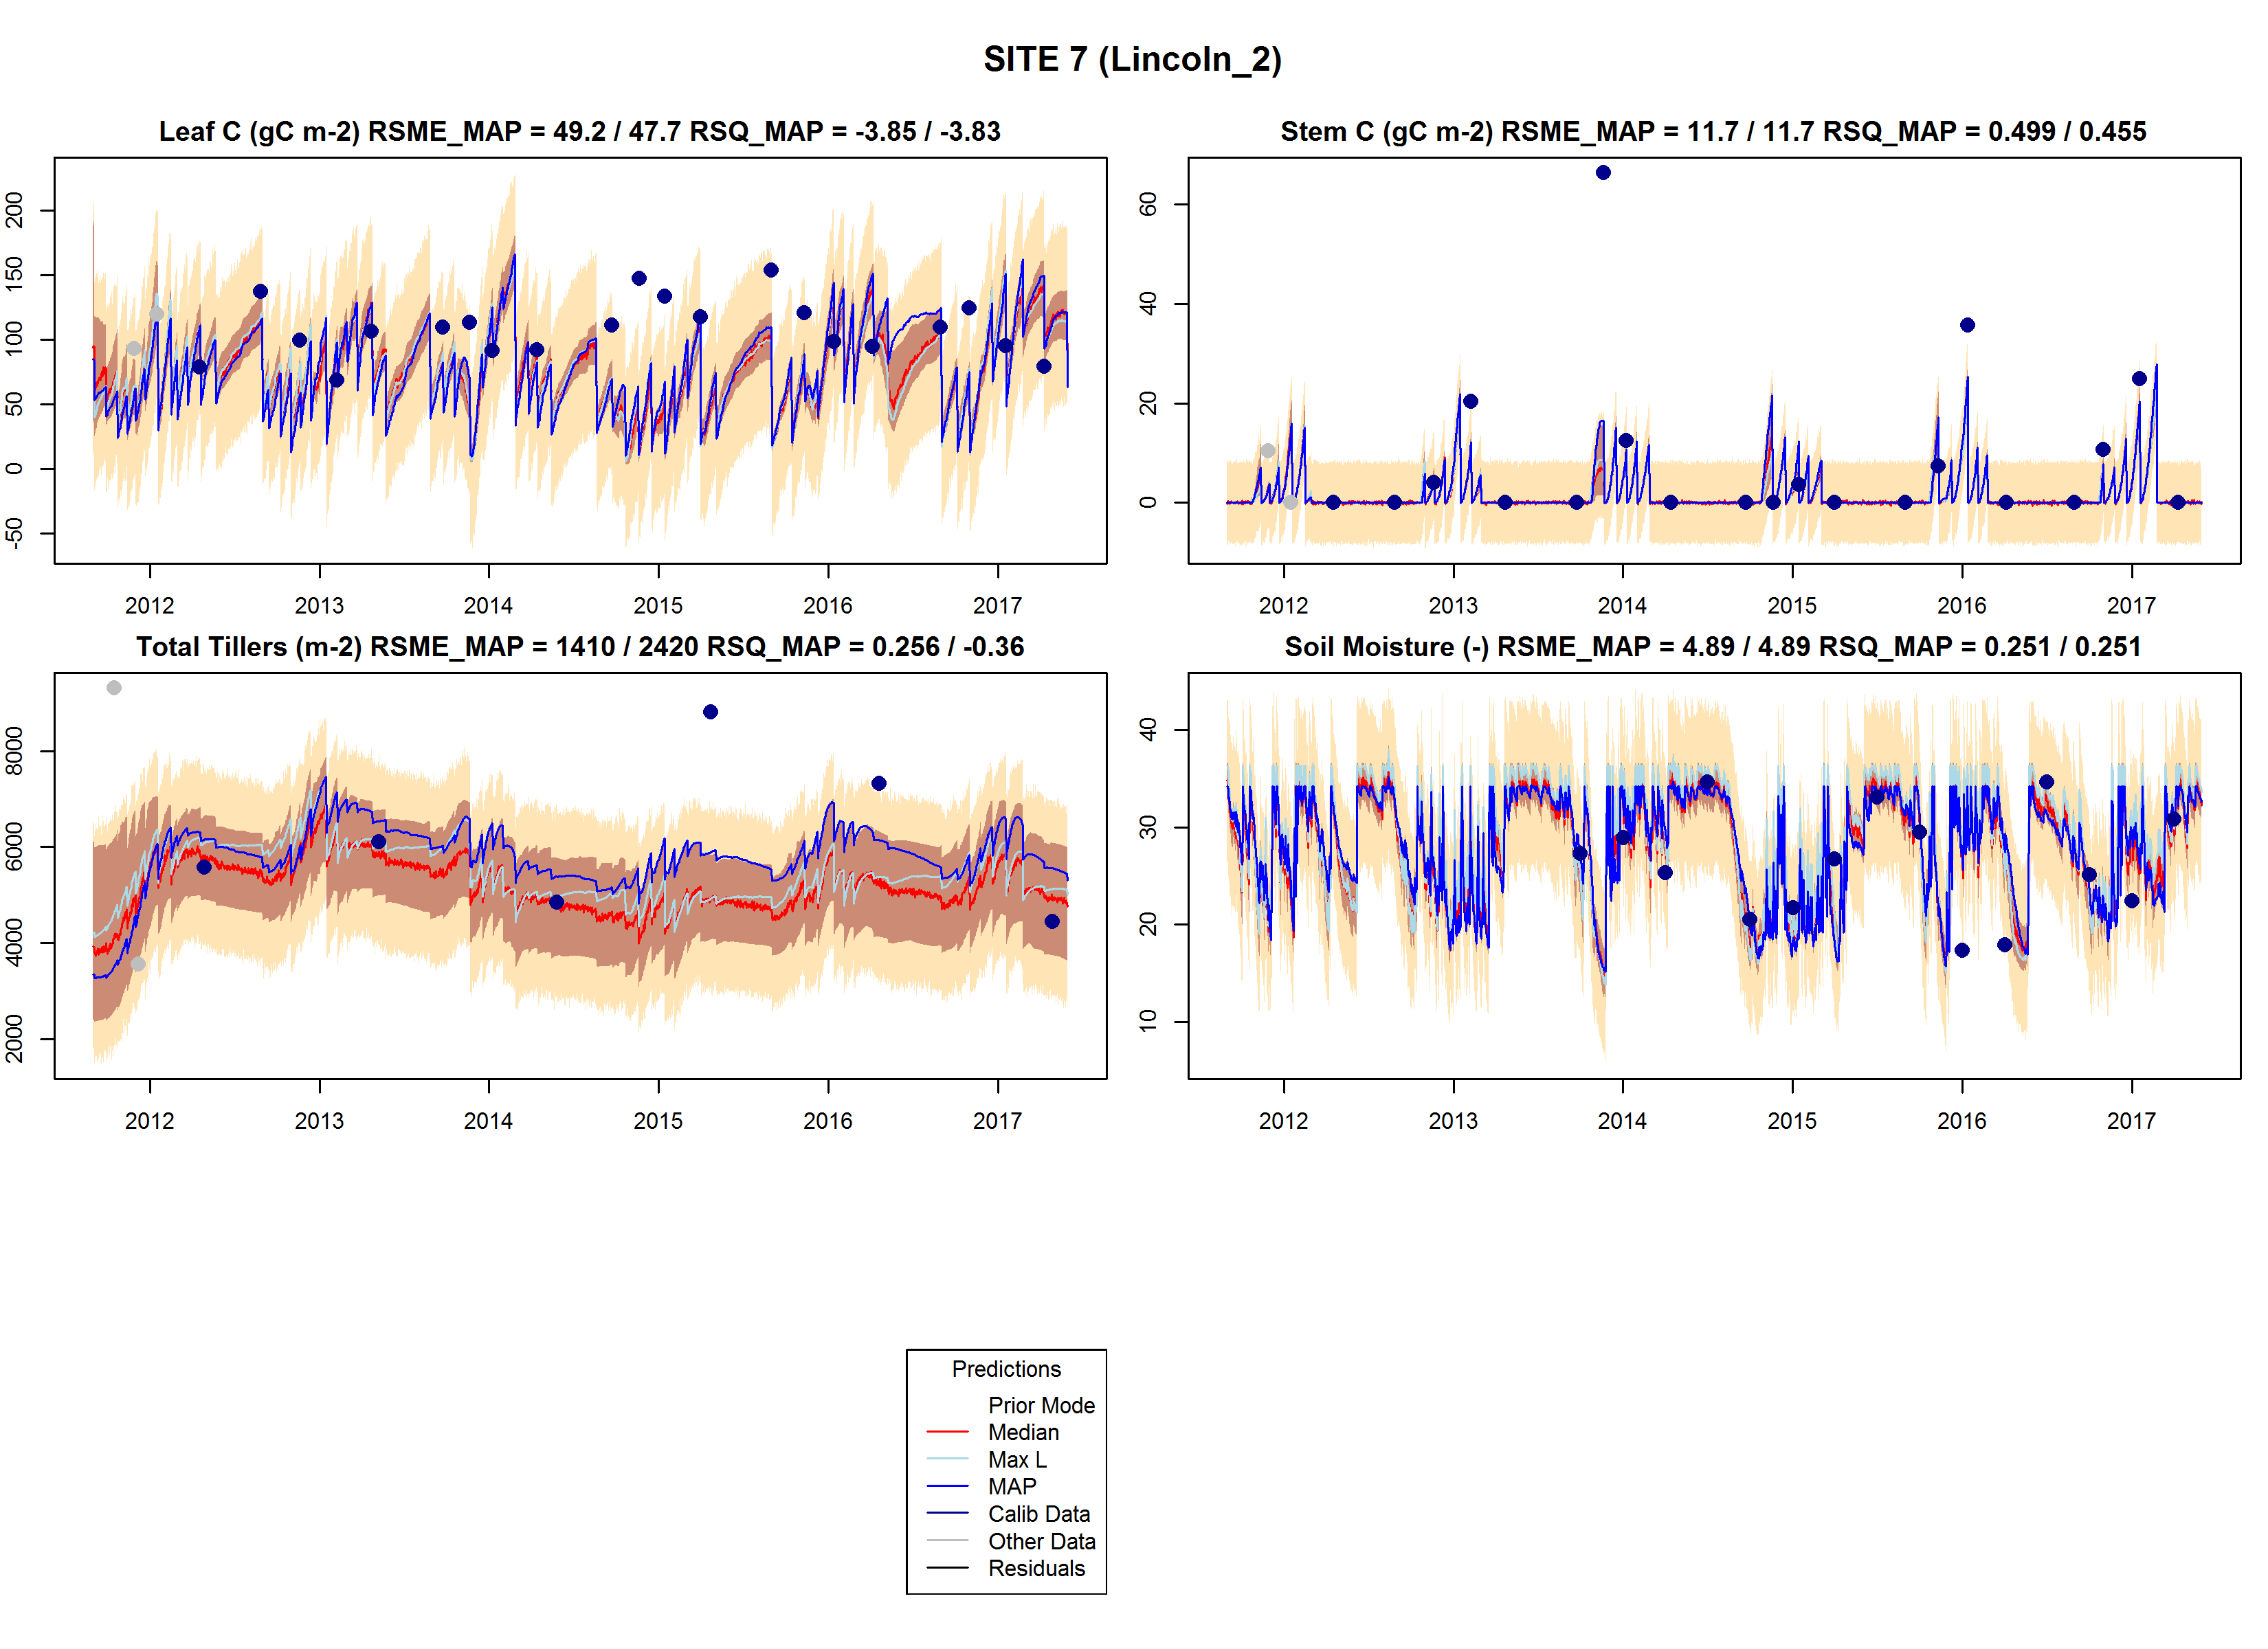 SITE 7 (Lincoln_2)
Leaf C (gC m-2) RSME_MAP = 49.2 / 47.7 RSQ_MAP = -3.85 / -3.83
200
150
100
50
0
-50
2012 2013 2014 2015 2016 2017
Stem C (gC m-2) RSME_MAP = 11.7 / 11.7 RSQ_MAP = 0.499 / 0.455
60
40
20
0
2012 2013 2014 2015 2016 2017
Total Tillers (m-2) RSME_MAP = 1410 / 2420 RSQ_MAP = 0.256 / -0.36
8000
6000
4000
2000
2012 2013 2014 2015 2016 2017
Soil Moisture (-) RSME_MAP = 4.89 / 4.89 RSQ_MAP = 0.251 / 0.251
40
30
20
10
2012 2013 2014 2015 2016 2017
Predictions
Prior Mode
Median
Max L
MAP
Calib Data
Other Data
Residuals